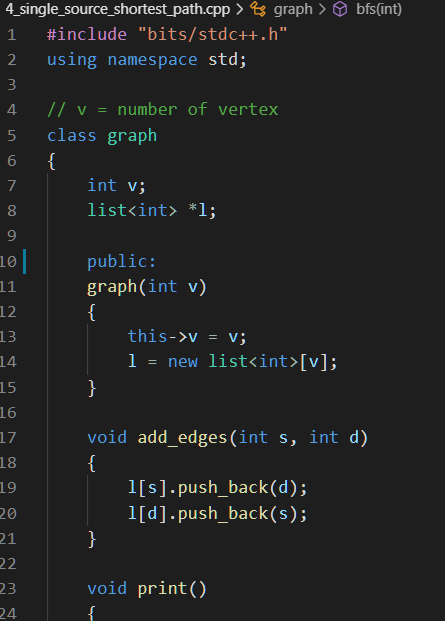 4_single_source_shortest_path.cpp > graph > bfs(int)
1 #include "bits/stdc++.h"
2 using namespace std;
3
4 // v = number of vertex
5 class graph
6 {
7 int v;
8 list<int> *l;
9
10 public:
11 graph(int v)
12 {
13 this->v = v;
14 l = new list<int>[v];
15 }
16
17 void add_edges(int s, int d)
18 {
19 l[s].push_back(d);
20 l[d].push_back(s);
21 }
22
23 void print()
24 {